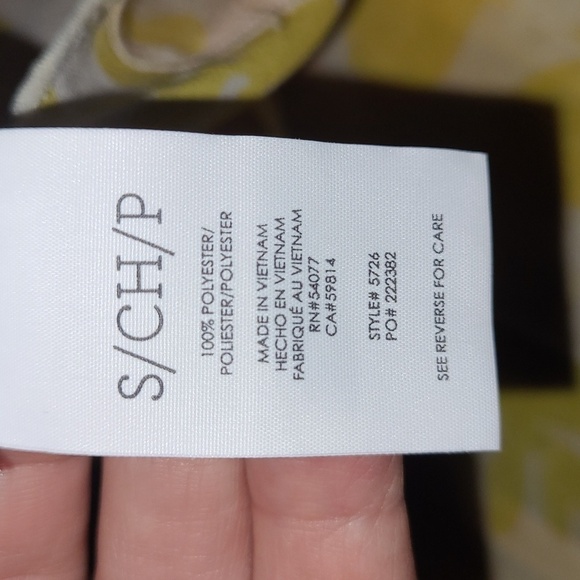 S/CH/P
100% POLYESTER/
POLIESTER/POLYESTER
MADE IN VIETNAM
HECHO EN VIETNAM
FABRIQUÉ AU VIETNAM
RN#54077
CA#59814
STYLE# 5726
PO# 222382
SEE REVERSE FOR CARE